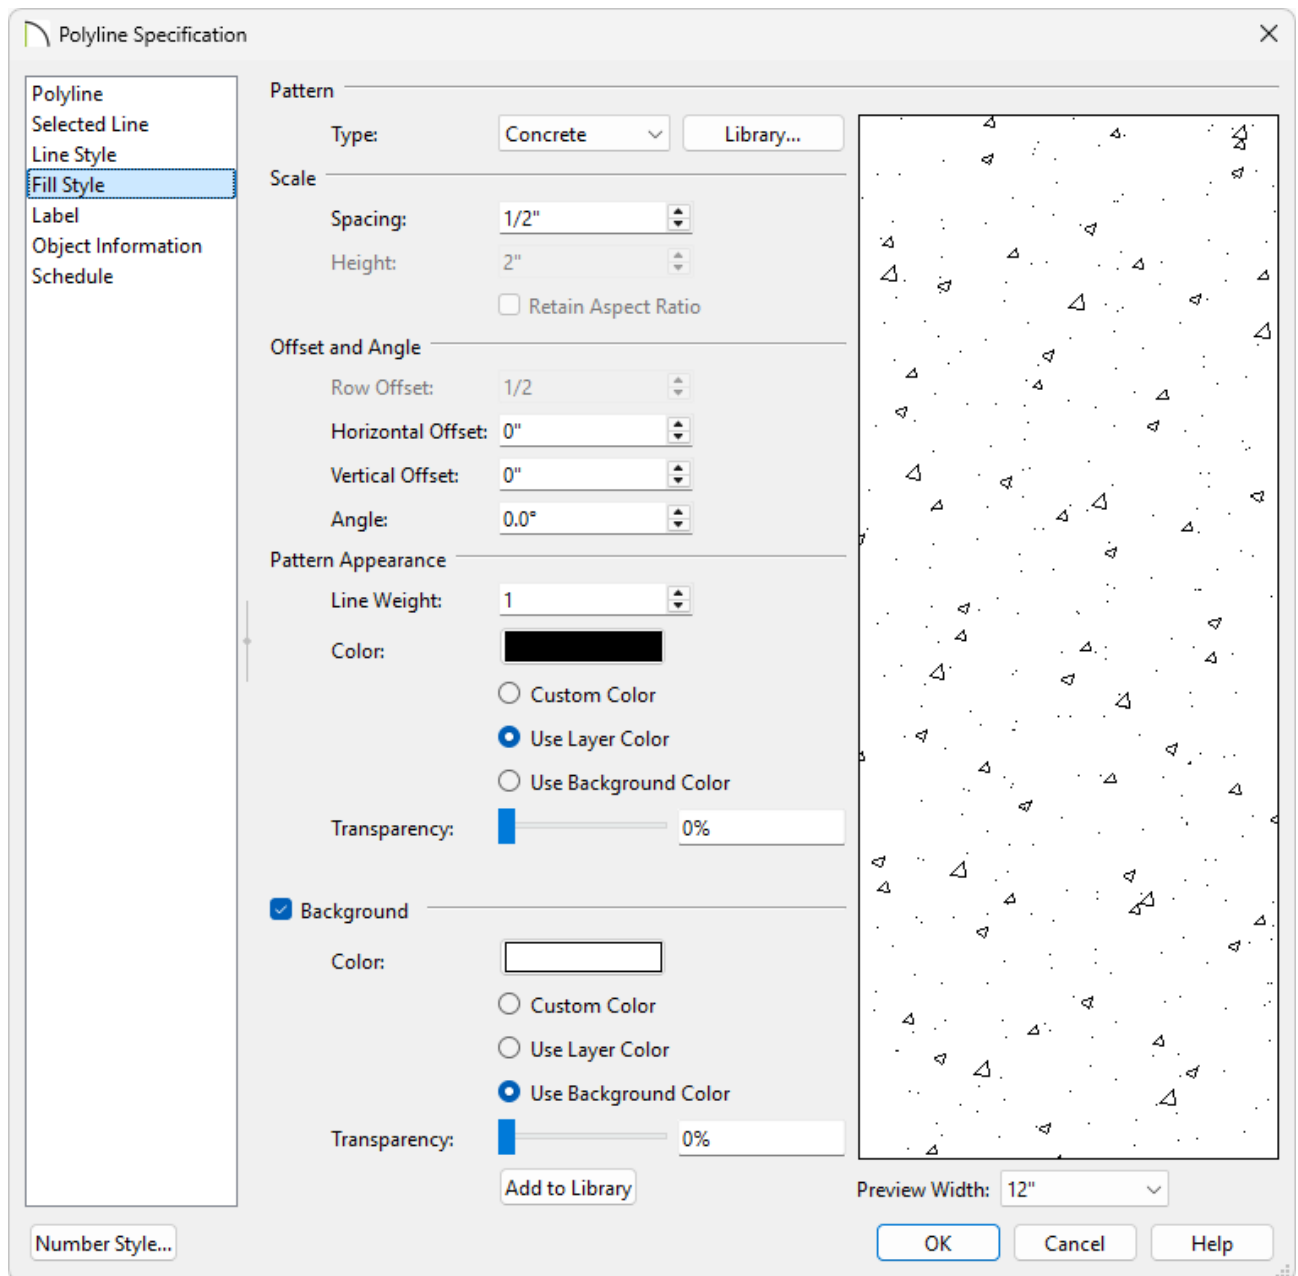 Polyline Specification
Polyline
Selected Line
Line Style
Fill Style
Label
Object Information
Schedule
Pattern
Type: Concrete Library...
Scale
Spacing: 1/2"
Height: 2"
Retain Aspect Ratio
Offset and Angle
Row Offset: 1/2
Horizontal Offset: 0"
Vertical Offset: 0"
Angle: 0.0°
Pattern Appearance
Line Weight: 1
Color:
Custom Color
Use Layer Color
Use Background Color
Transparency: 0%
Background
Color:
Custom Color
Use Layer Color
Use Background Color
Transparency: 0%
Add to Library
Preview Width: 12"
Number Style...
OK Cancel Help